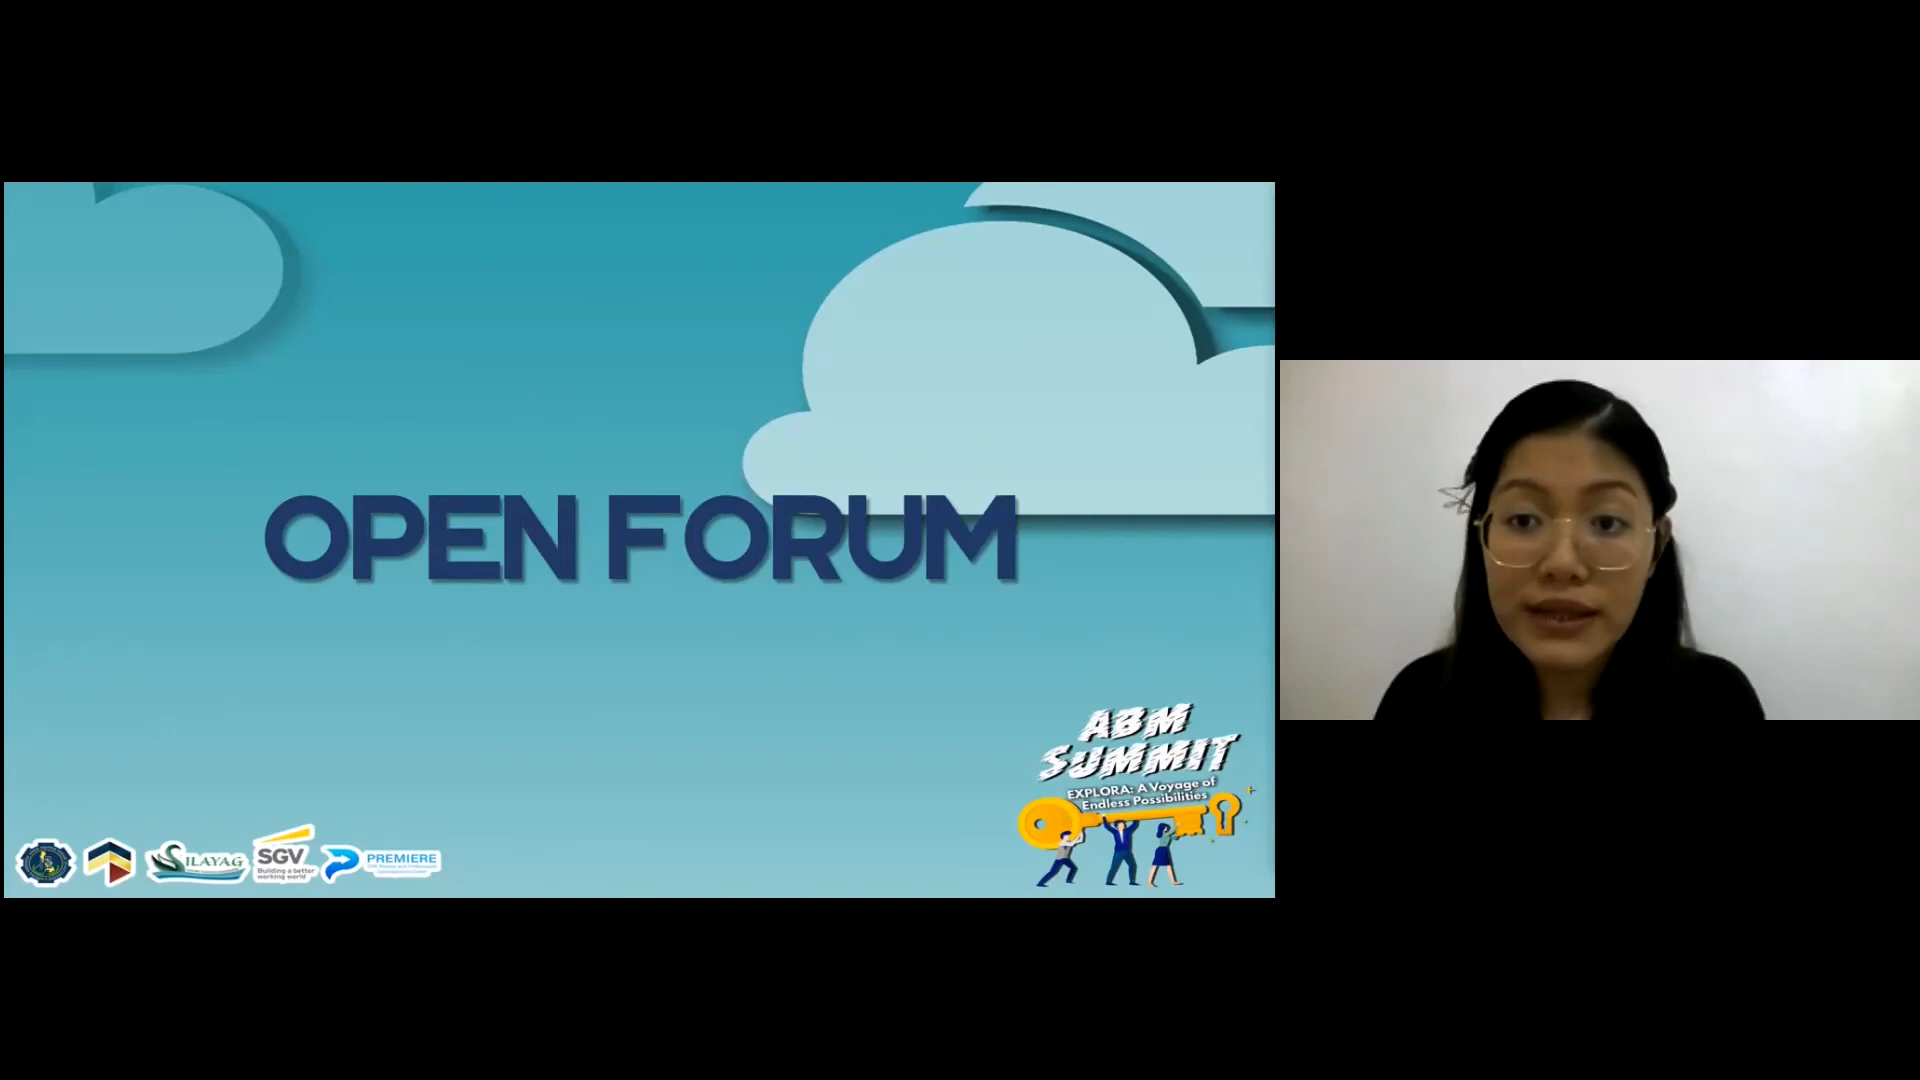 OPEN FORUM
ABM
SUMMIT
EXPLORA: A Voyage of
Endless Possibilities
SILAYAG
SGV
Building a better
working world
PREMIERE